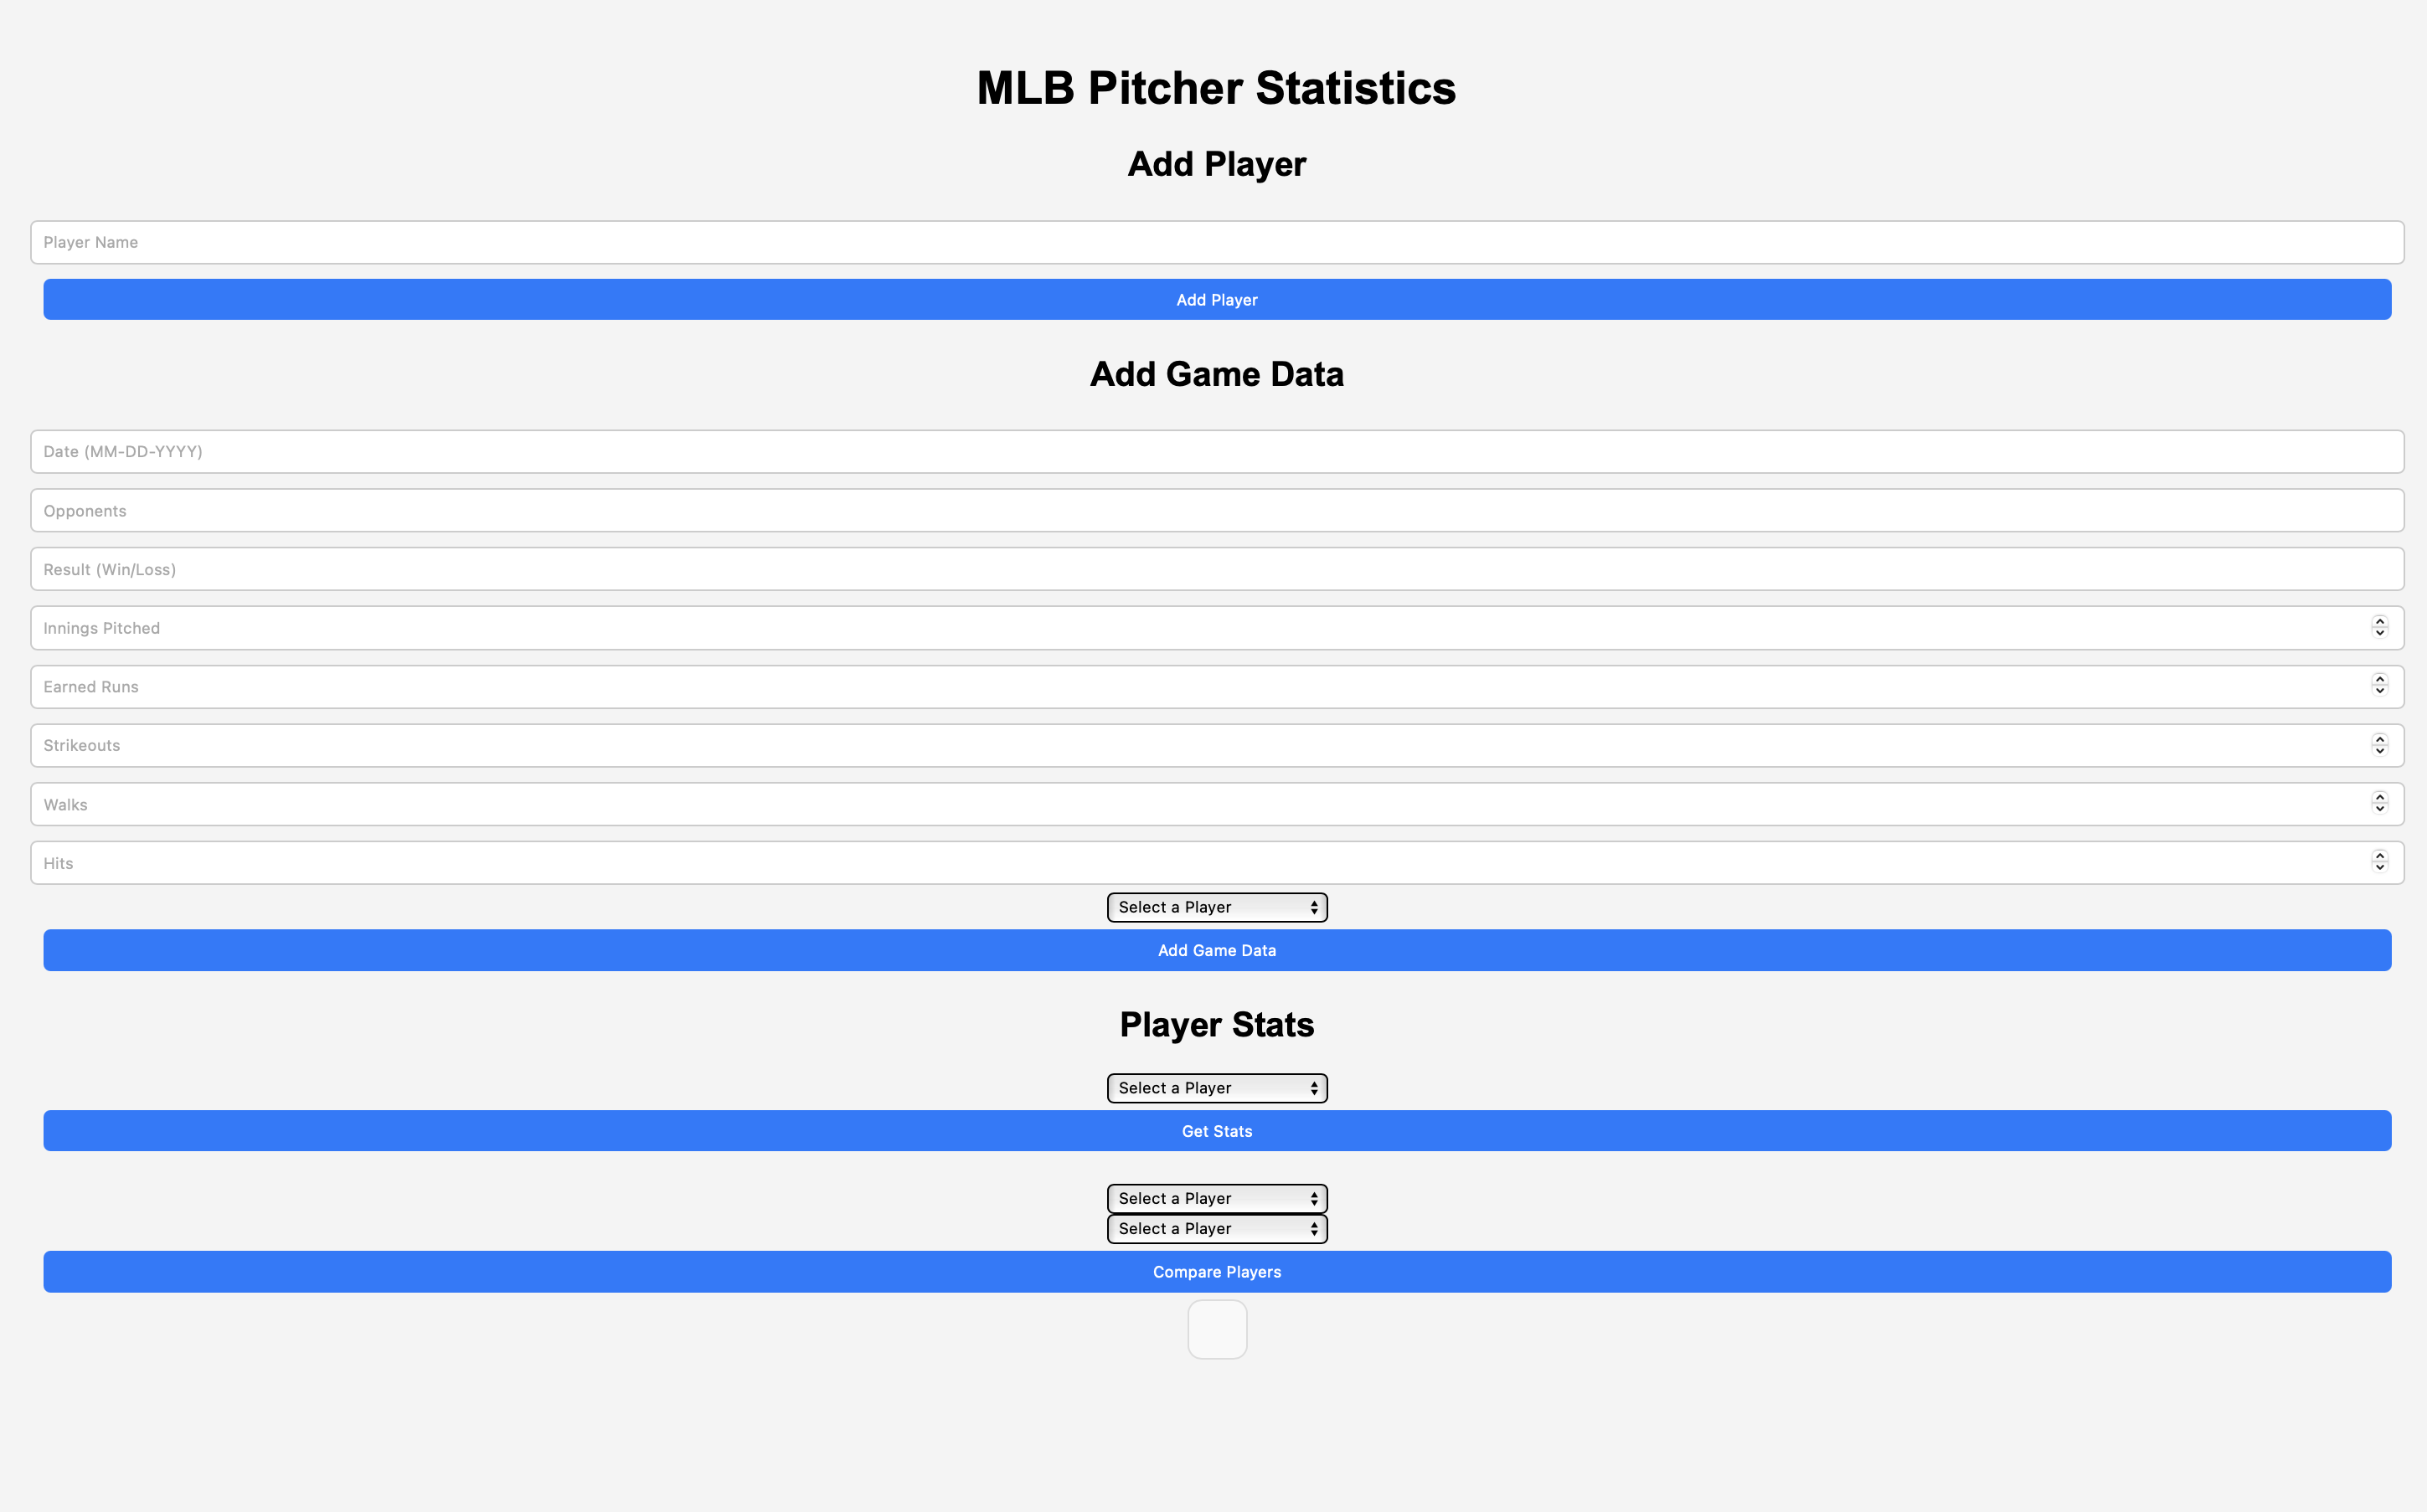 MLB Pitcher Statistics
Add Player
Player Name
Add Player
Add Game Data
Date (MM-DD-YYYY)
Opponents
Result (Win/Loss)
Innings Pitched
Earned Runs
Strikeouts
Walks
Hits
Select a Player
Add Game Data
Player Stats
Select a Player
Get Stats
Select a Player
Select a Player
Compare Players